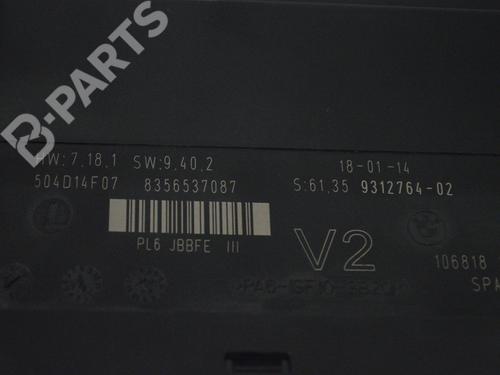 B-PARTS
HW:7,18,1 SW:9,40,2 18-01-14
504D14F07 8356537087 S:61,35 9312764-02
PL6 JBBFE III
V2
106818